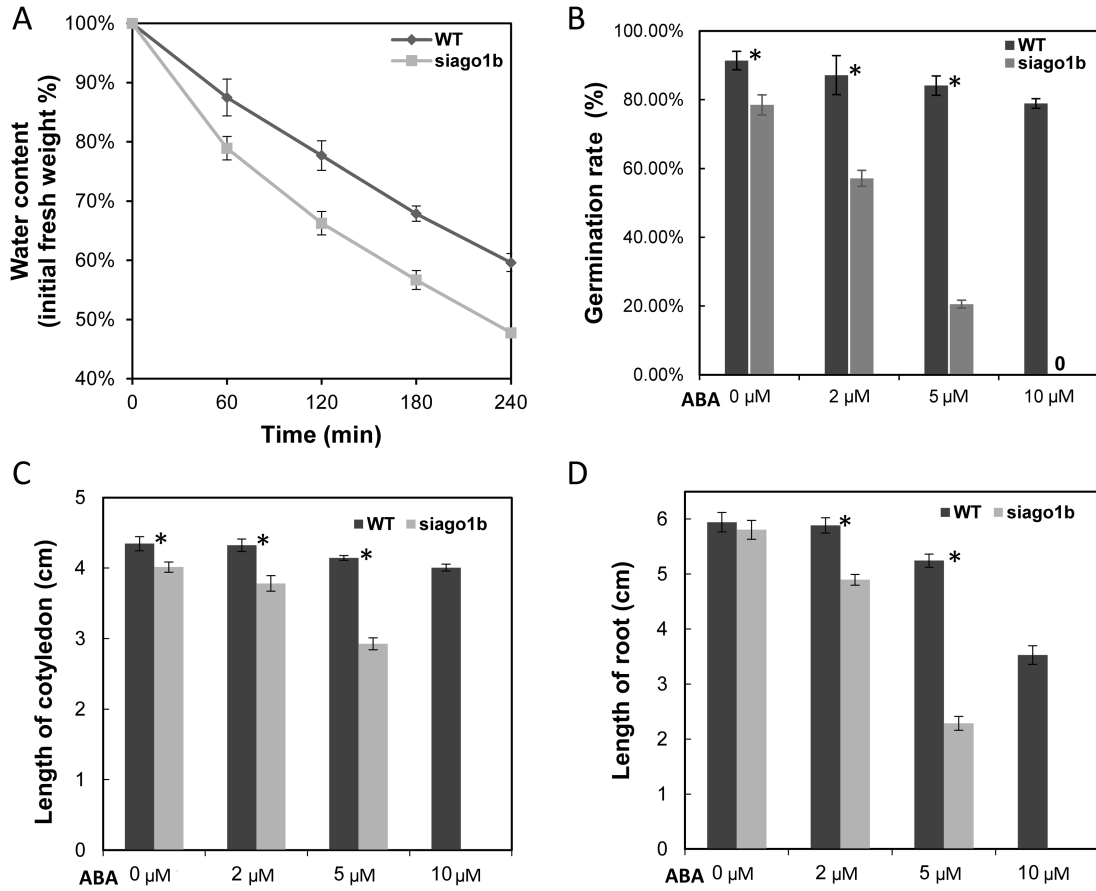 A
100%
90%
80%
70%
60%
50%
40%
Water content
(initial fresh weight %)
WT
siago1b
0
60
120
180
240
Time (min)
B
100.00%
80.00%
60.00%
40.00%
20.00%
0.00%
Germination rate (%)
WT
siago1b
*
*
*
0
ABA 0 µM 2 µM 5 µM 10 µM
C
5
4
3
2
1
0
Length of cotyledon (cm)
WT siago1b
*
*
*
ABA 0 µM 2 µM 5 µM 10 µM
D
6
5
4
6
2
1
0
Length of root (cm)
WT siago1b
*
*
ABA 0 µM 2 µM 5 µM 10 µM